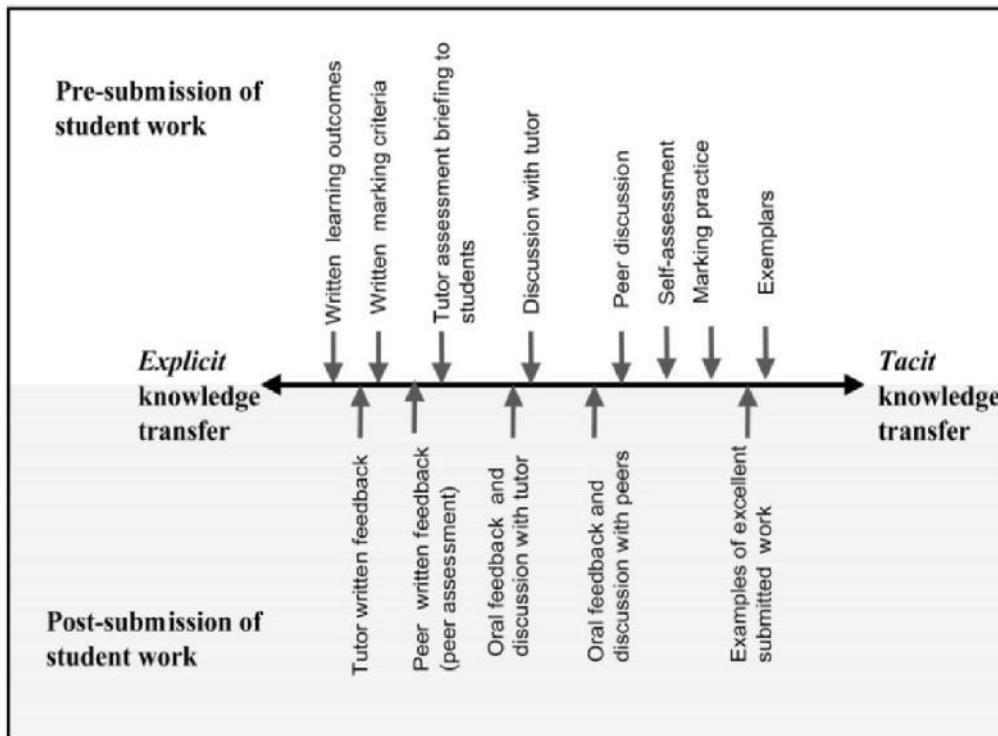 Pre-submission of
student work
Written learning outcomes
Written marking criteria
Tutor assessment briefing to
students
Discussion with tutor
Peer discussion
Self-assessment
Marking practice
Exemplars
Explicit
knowledge
transfer
Tacit
knowledge
transfer
Post-submission of
student work
Tutor written feedback
Peer written feedback
(peer assessment)
Oral feedback and
discussion with tutor
Oral feedback and
discussion with peers
Examples of excellent
submitted work